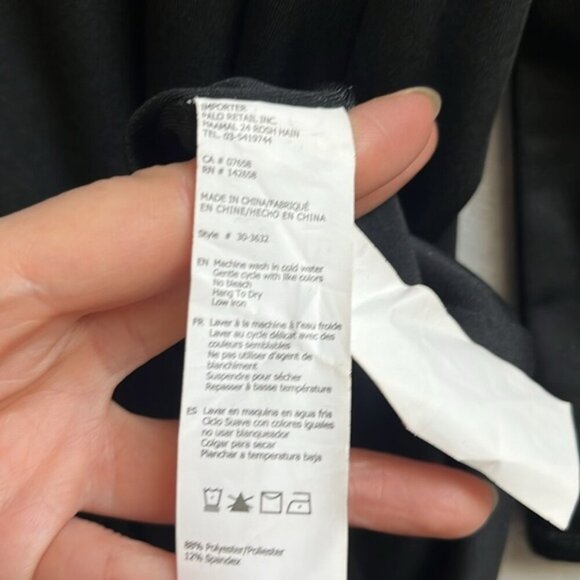 IMPORTER
PALO RETAIL INC.
HAAMAL 24 ROSH HAIN
TEL. 03-5419744
CA # 07658
RN # 142658
MADE IN CHINA/FABRIQUÉ
EN CHINE/HECHO EN CHINA
Style # 30-3632
EN Machine wash in cold water
Gentle cycle with like colors
No bleach
Hang To Dry
Low Iron
FR Laver à la machine à l'eau froide
Laver au cycle délicat avec des
couleurs semblables
Ne pas utiliser d'agent de
blanchiment
Suspendre pour sécher
Repasser à basse température
ES Lavar en maquina en agua fria
Ciclo Suave con colores iguales
no usar blanqueador
Colgar para secar
Planchar a temperatura baja
88% Polyester/Poliester
12% Spandex